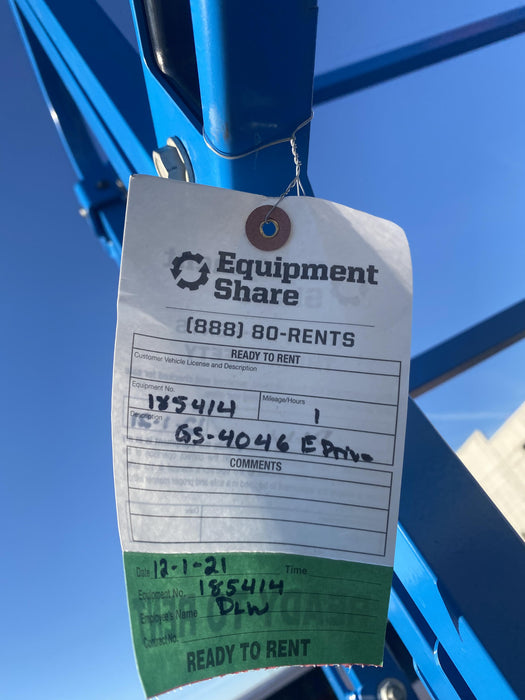 Equipment
Share
(888) 80-RENTS
READY TO RENT
Customer Vehicle License and Description
Equipment No. 185414
Mileage/Hours 1
Description GS-4046 E Drive
COMMENTS
Date 12-1-21 Time
Equipment No. 185414
Employee's Name DLW
Contract No.
READY TO RENT